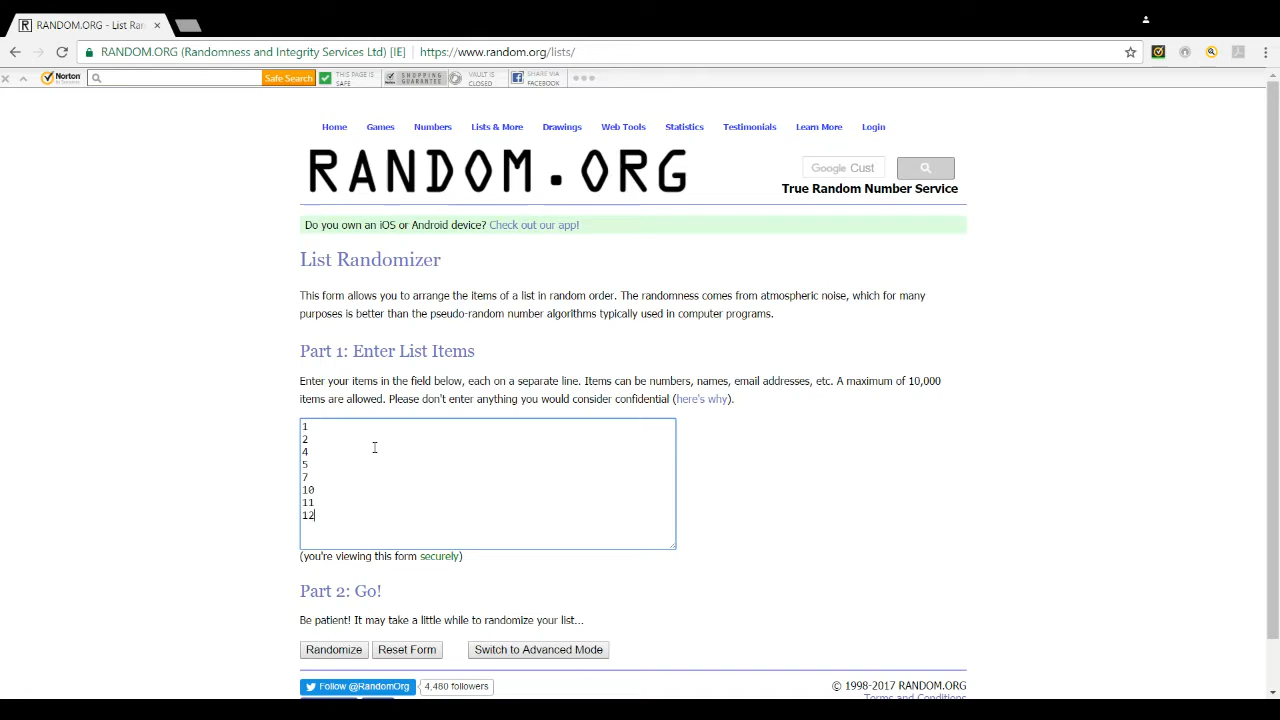 RANDOM.ORG - List Ra
RANDOM.ORG (Randomness and Integrity Services Ltd) [IE] https://www.random.org/lists/
Norton Safe Search THIS PAGE IS SAFE SHOPPING GUARANTEE VAULT IS CLOSED SHARE VIA FACEBOOK
Home Games Numbers Lists & More Drawings Web Tools Statistics Testimonials Learn More Login
RANDOM.ORG
Google Cust
True Random Number Service
Do you own an iOS or Android device? Check out our app!
List Randomizer
This form allows you to arrange the items of a list in random order. The randomness comes from atmospheric noise, which for many
purposes is better than the pseudo-random number algorithms typically used in computer programs.
Part 1: Enter List Items
Enter your items in the field below, each on a separate line. Items can be numbers, names, email addresses, etc. A maximum of 10,000
items are allowed. Please don't enter anything you would consider confidential (here's why).
1
2
4
5
7
10
11
12
(you're viewing this form securely)
Part 2: Go!
Be patient! It may take a little while to randomize your list...
Randomize Reset Form Switch to Advanced Mode
Follow @RandomOrg 4,480 followers © 1998-2017 RANDOM.ORG
Terms and Conditions